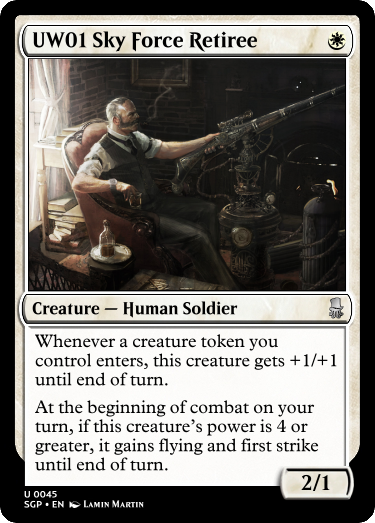 UW01 Sky Force Retiree
Creature — Human Soldier
Whenever a creature token you
control enters, this creature gets +1/+1
until end of turn.
At the beginning of combat on your
turn, if this creature's power is 4 or
greater, it gains flying and first strike
until end of turn.
2/1
U 0045
SGP • EN Lamin Martin